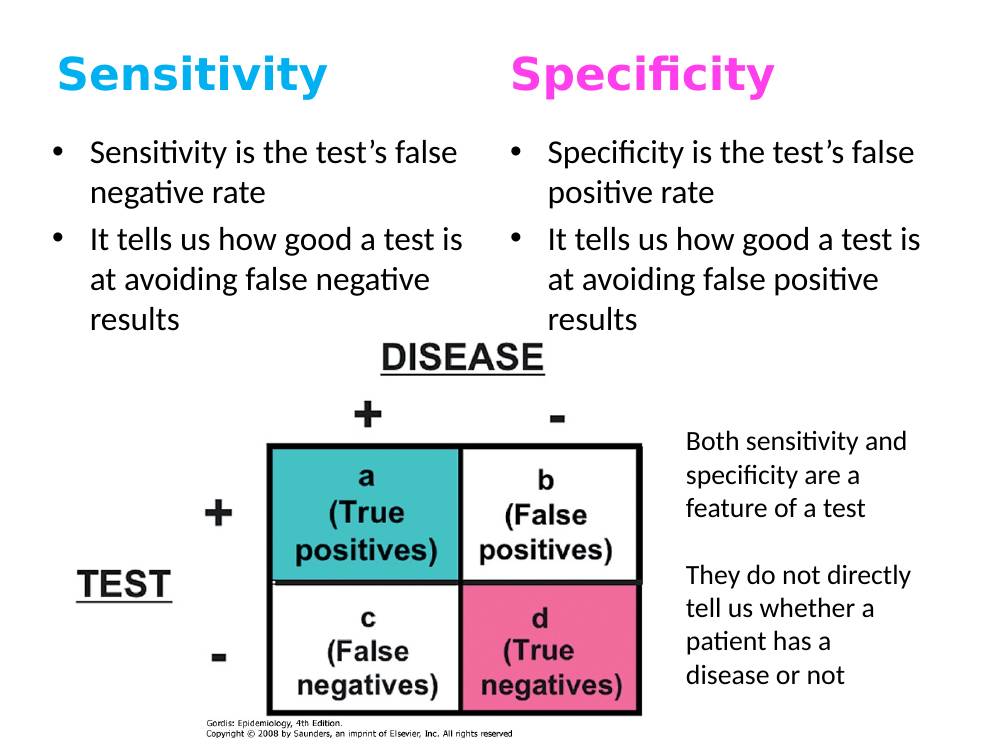 Sensitivity
• Sensitivity is the test’s false
negative rate
• It tells us how good a test is
at avoiding false negative
results
Specificity
• Specificity is the test’s false
positive rate
• It tells us how good a test is
at avoiding false positive
results
DISEASE
+ -
TEST
+
a
(True
positives)
b
(False
positives)
-
c
(False
negatives)
d
(True
negatives)
Both sensitivity and
specificity are a
feature of a test
They do not directly
tell us whether a
patient has a
disease or not
Gordis: Epidemiology, 4th Edition.
Copyright © 2008 by Saunders, an imprint of Elsevier, Inc. All rights reserved